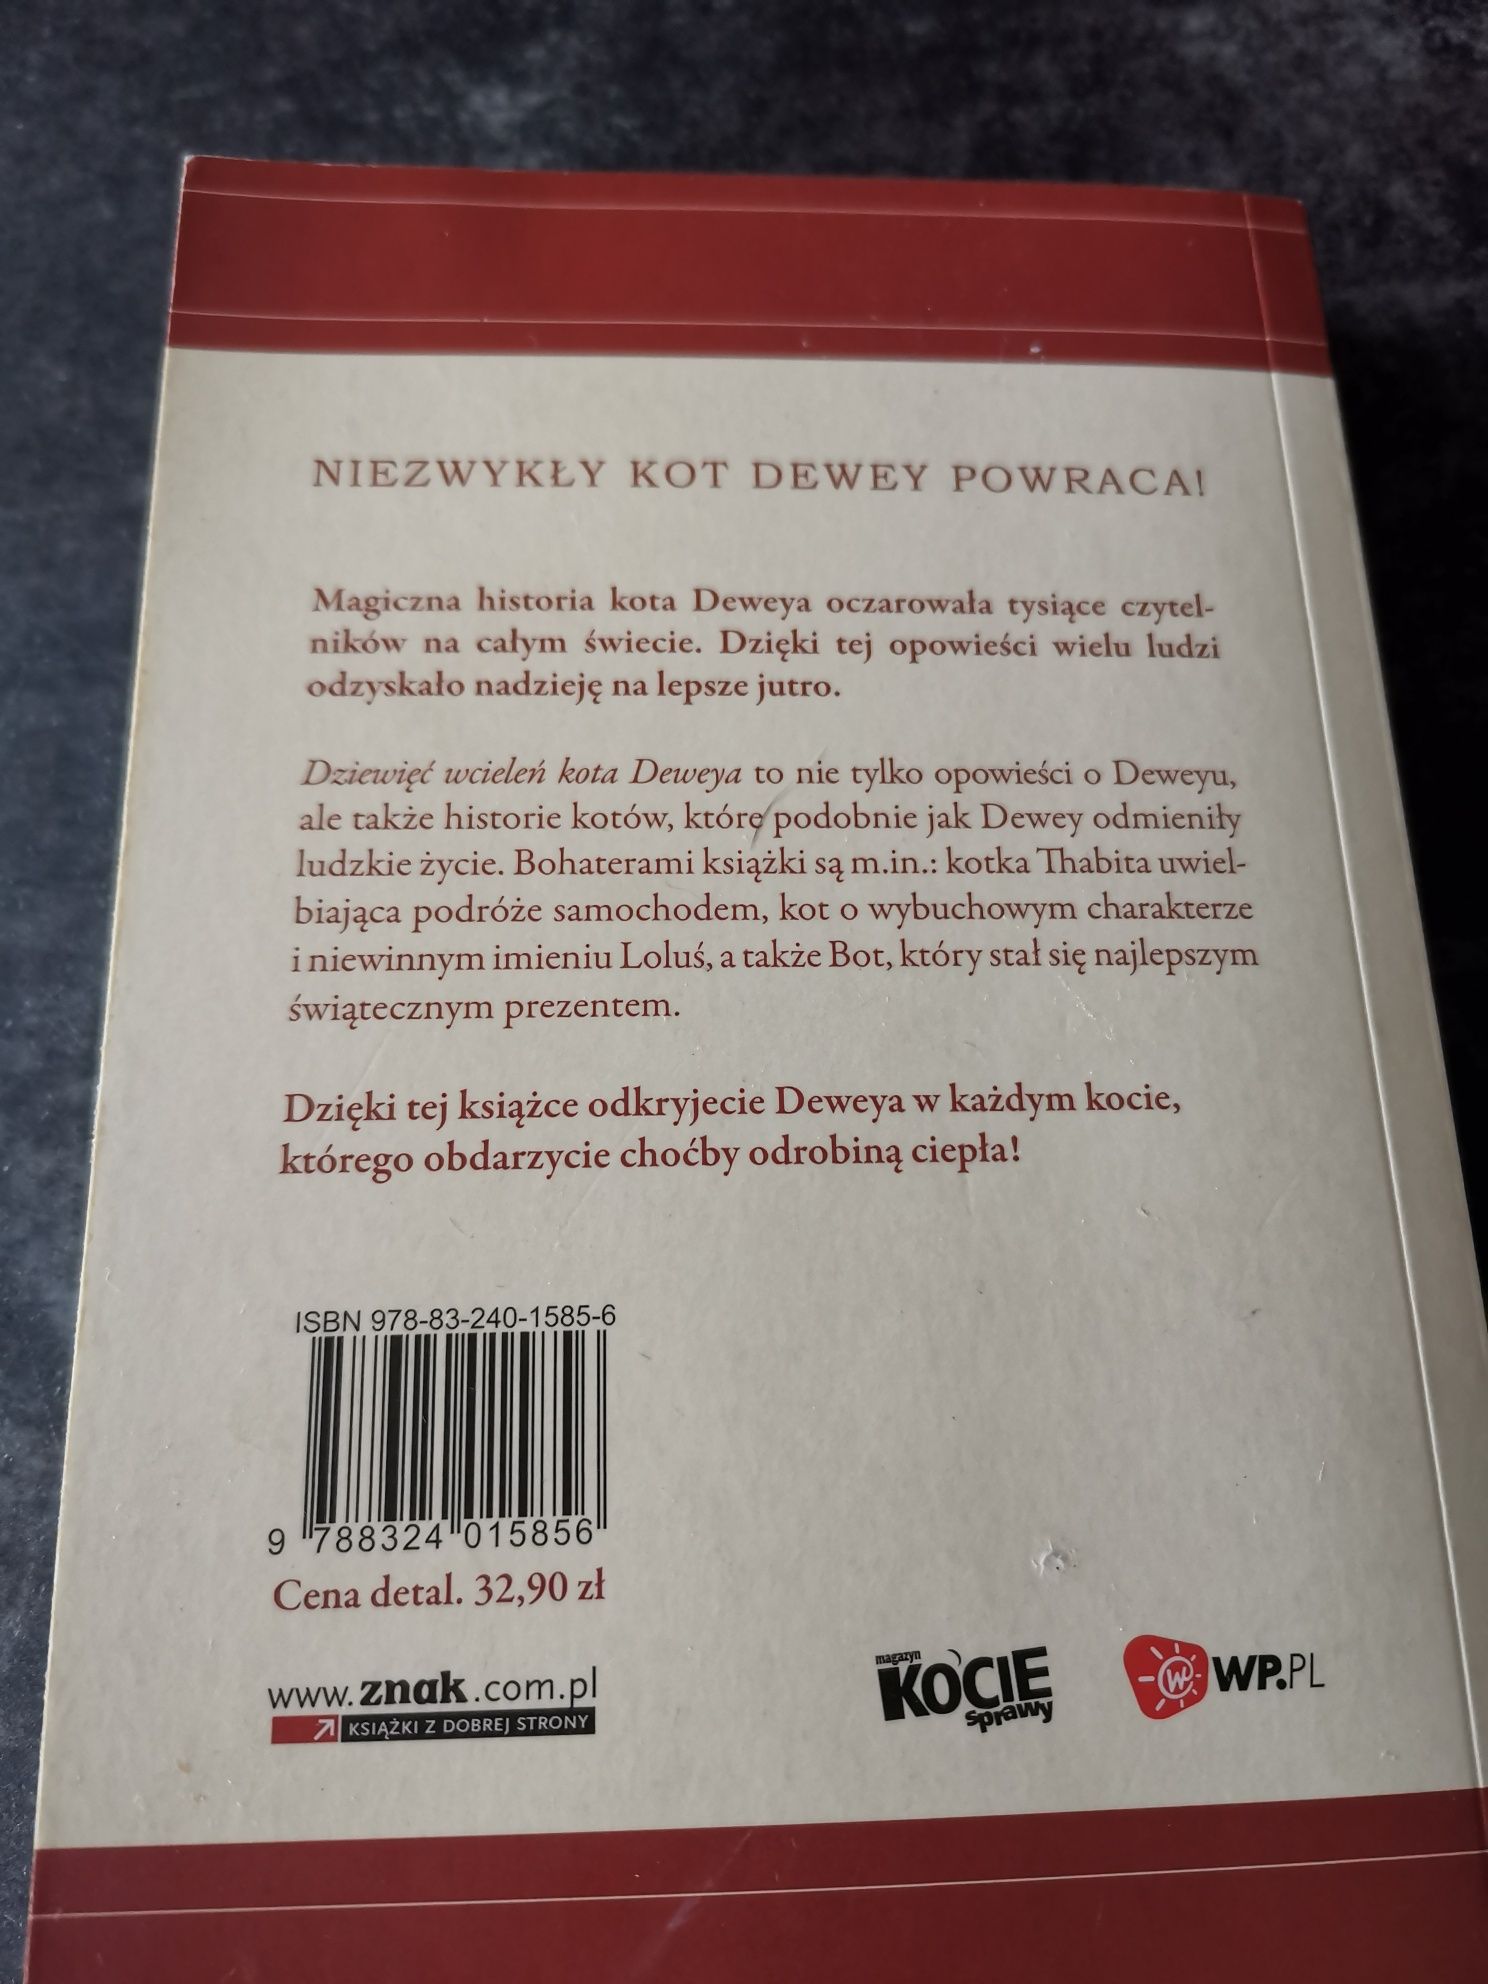 NIEZWYKŁY KOT DEWEY POWRACA!
Magiczna historia kota Deweya oczarowała tysiące czytel-
ników na całym świecie. Dzięki tej opowieści wielu ludzi
odzyskało nadzieję na lepsze jutro.
Dziewięć wcieleń kota Deweya to nie tylko opowieści o Deweyu,
ale także historie kotów, które podobnie jak Dewey odmieniły
ludzkie życie. Bohaterami książki są m.in.: kotka Thabita uwiel-
biająca podróże samochodem, kot o wybuchowym charakterze
i niewinnym imieniu Loluś, a także Bot, który stał się najlepszym
świątecznym prezentem.
Dzięki tej książce odkryjecie Deweya w każdym kocie,
którego obdarzycie choćby odrobiną ciepła!
ISBN 978-83-240-1585-6
9 788324 015856
Cena detal. 32,90 zł
www.znak.com.pl
KSIĄŻKI Z DOBREJ STRONY
magazyn
KOCIE
sprawy
W WP.PL